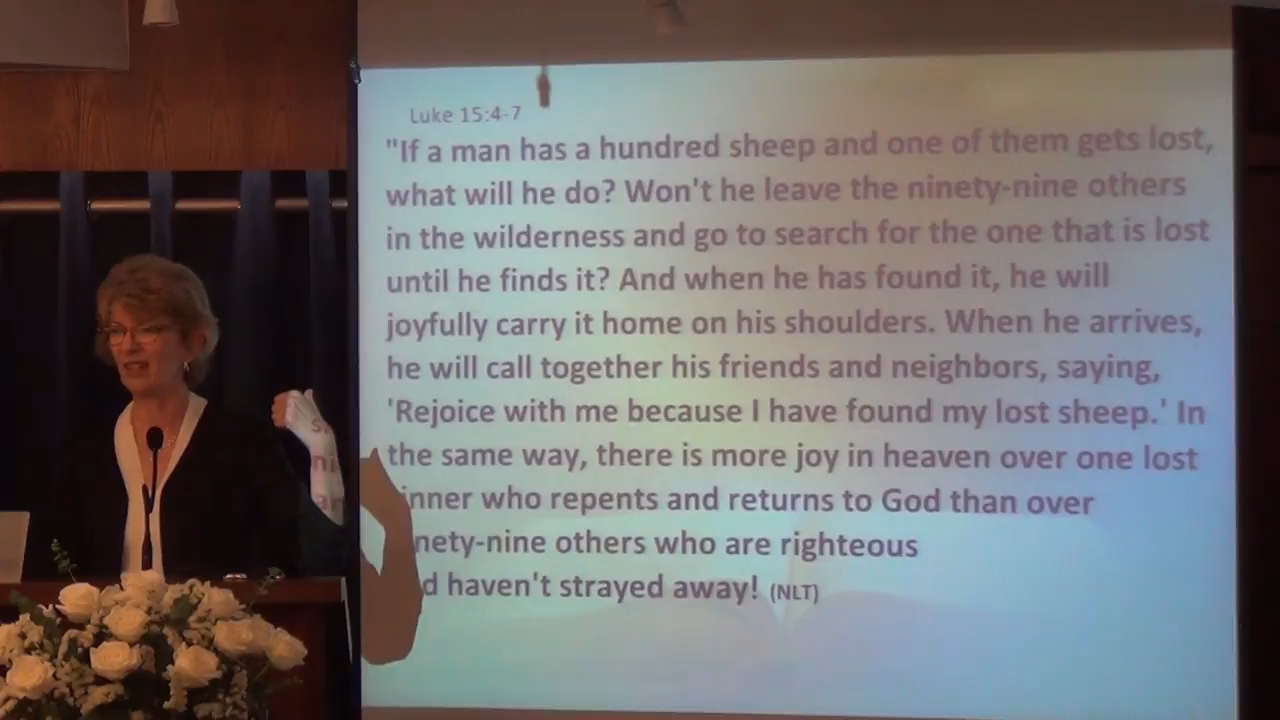 Luke 15:4-7
"If a man has a hundred sheep and one of them gets lost,
what will he do? Won't he leave the ninety-nine others
in the wilderness and go to search for the one that is lost
until he finds it? And when he has found it, he will
joyfully carry it home on his shoulders. When he arrives,
he will call together his friends and neighbors, saying,
'Rejoice with me because I have found my lost sheep.' In
the same way, there is more joy in heaven over one lost
inner who repents and returns to God than over
nety-nine others who are righteous
d haven't strayed away! (NLT)